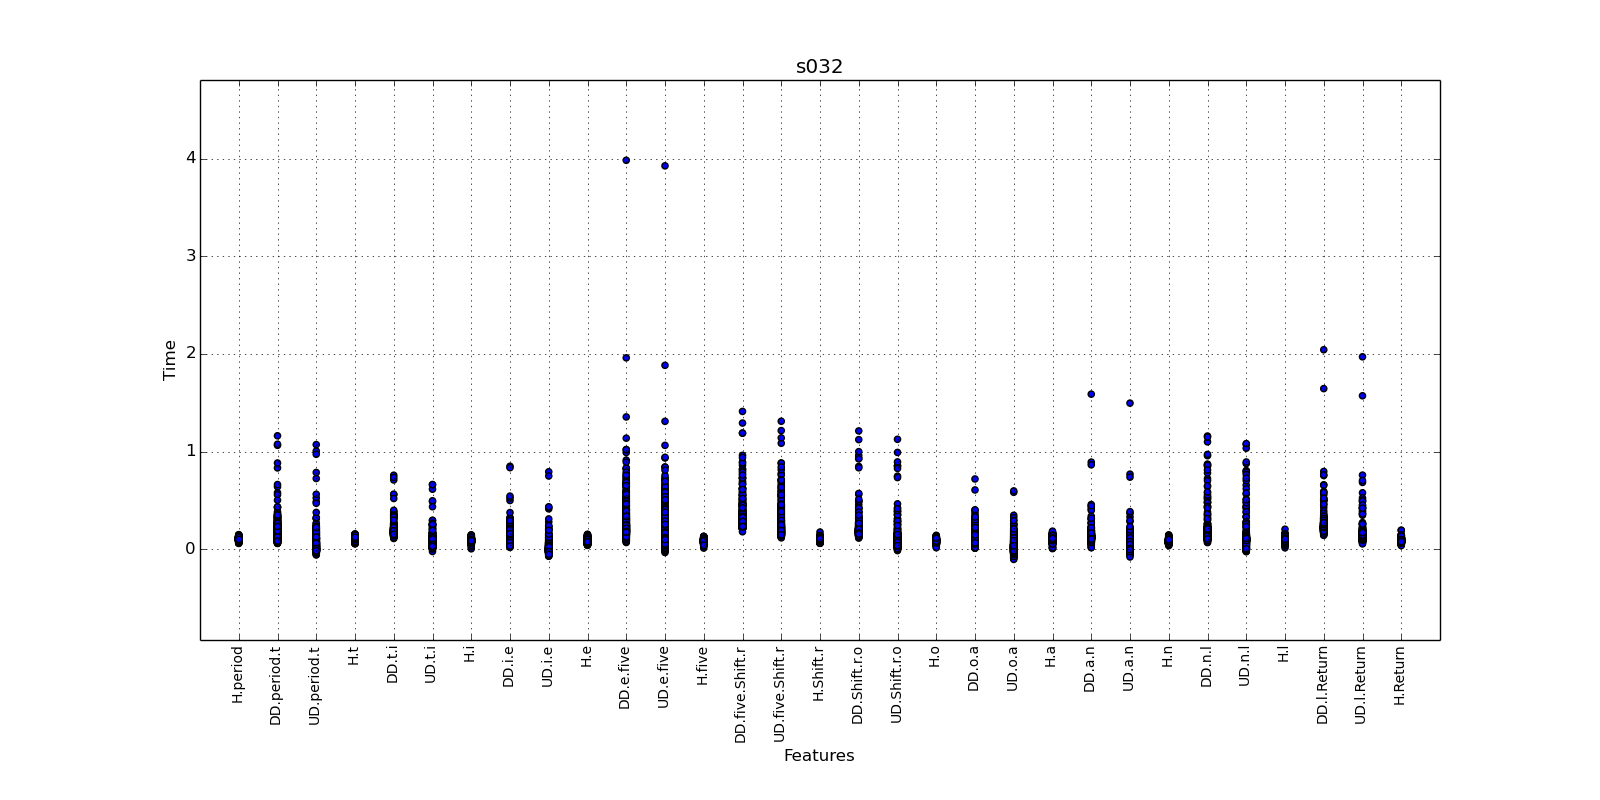 s032
4
3
2
1
0
Time
H.period
DD.period.t
UD.period.t
H.t
DD.t.i
UD.t.i
H.i
DD.i.e
UD.i.e
H.e
DD.e.five
UD.e.five
H.five
DD.five.Shift.r
UD.five.Shift.r
H.Shift.r
DD.Shift.r.o
UD.Shift.r.o
H.o
DD.o.a
UD.o.a
H.a
DD.a.n
UD.a.n
H.n
DD.n.l
UD.n.l
H.l
DD.l.Return
UD.l.Return
H.Return
Features